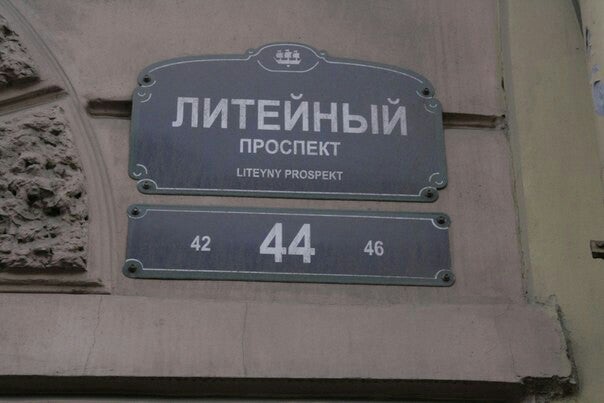 ЛИТЕЙНЫЙ
ПРОСПЕКТ
LITEYNY PROSPEKT
42 44 46